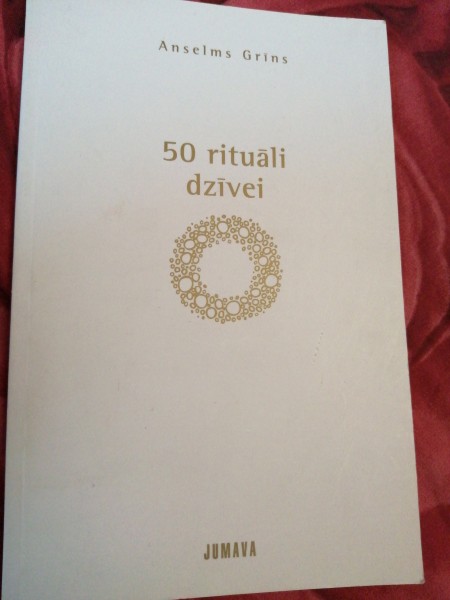 Anselms Grīns
50 rituāli
dzīvei
JUMAVA